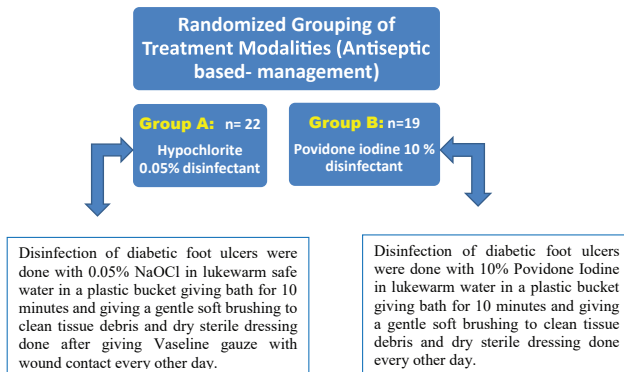 Randomized Grouping of
Treatment Modalities (Antiseptic
based- management)
Group A: n= 22
Hypochlorite
0.05% disinfectant
Group B: n=19
Povidone iodine 10 %
disinfectant
Disinfection of diabetic foot ulcers were
done with 0.05% NaOCl in lukewarm safe
water in a plastic bucket giving bath for 10
minutes and giving a gentle soft brushing to
clean tissue debris and dry sterile dressing
done after giving Vaseline gauze with
wound contact every other day.
Disinfection of diabetic foot ulcers
were done with 10% Povidone Iodine
in lukewarm water in a plastic bucket
giving bath for 10 minutes and giving
a gentle soft brushing to clean tissue
debris and dry sterile dressing done
every other day.